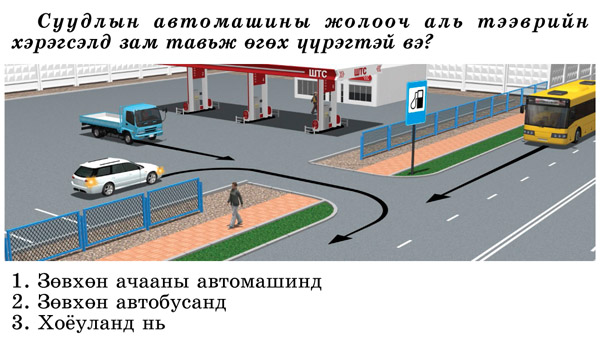 Суудлын автомашины жолооч аль тээврийн
хэрэгсэлд зам тавьж өгөх үүрэгтэй вэ?
ШТС
ШТС
1. Зөвхөн ачааны автомашинд
2. Зөвхөн автобусанд
3. Хоёуланд нь